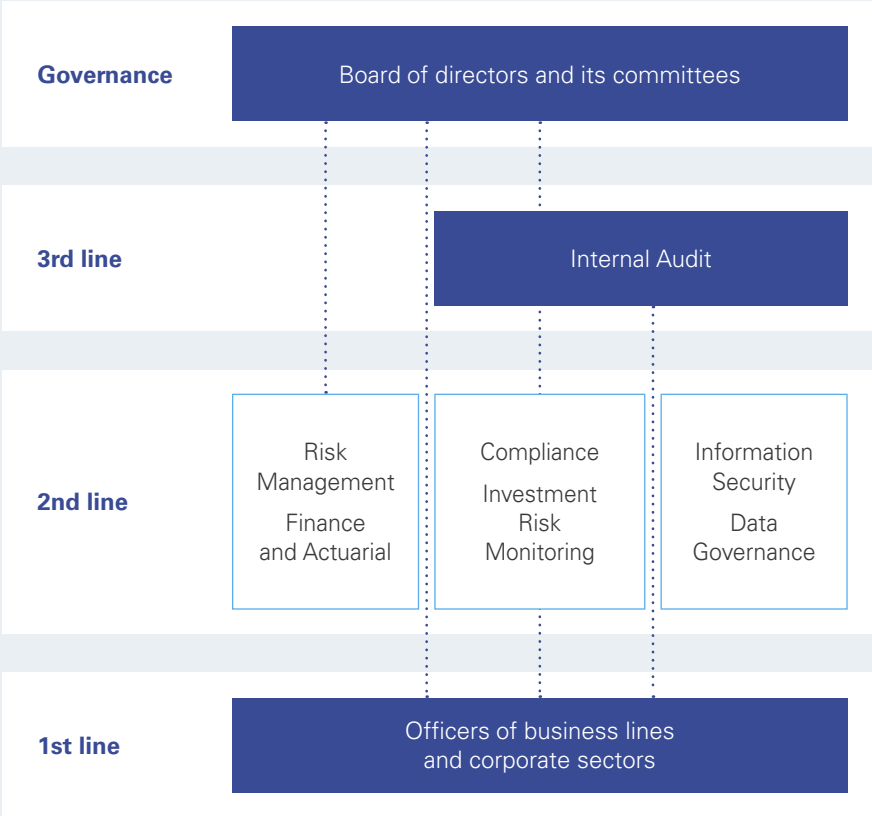 Governance
Board of directors and its committees
3rd line
Internal Audit
2nd line
Risk
Management
Finance
and Actuarial
Compliance
Investment
Risk
Monitoring
Information
Security
Data
Governance
1st line
Officers of business lines
and corporate sectors